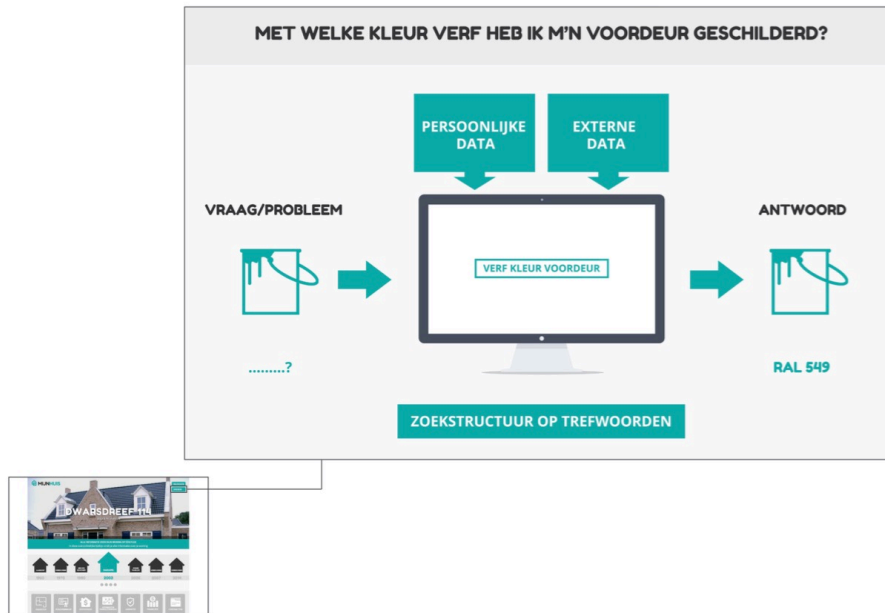 MET WELKE KLEUR VERF HEB IK M'N VOORDEUR GESCHILDERD?
PERSOONLIJKE
DATA
EXTERNE
DATA
VRAAG/PROBLEEM
ANTWOORD
VERF KLEUR VOORDEUR
.........?
RAL 549
ZOEKSTRUCTUUR OP TREFWOORDEN
MIJNHUIS
DWARSDREEF 114